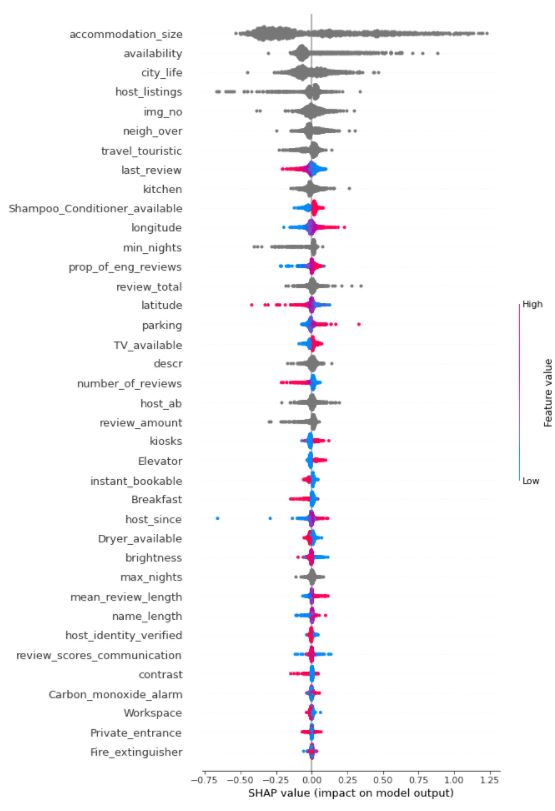 accommodation_size
availability
city_life
host_listings
img_no
neigh_over
travel_touristic
last_review
kitchen
Shampoo_Conditioner_available
longitude
min_nights
prop_of_eng_reviews
review_total
latitude
High
parking
TV_available
descr
number_of_reviews
host_ab
review_amount
kiosks
Elevator
instant_bookable
Low
Feature value
Breakfast
host_since
Dryer_available
brightness
max_nights
mean_review_length
name_length
host_identity_verified
review_scores_communication
contrast
Carbon_monoxide_alarm
Workspace
Private_entrance
Fire_extinguisher
−0.75 −0.50 −0.25 0.00 0.25 0.50 0.75 1.00 1.25
SHAP value (impact on model output)